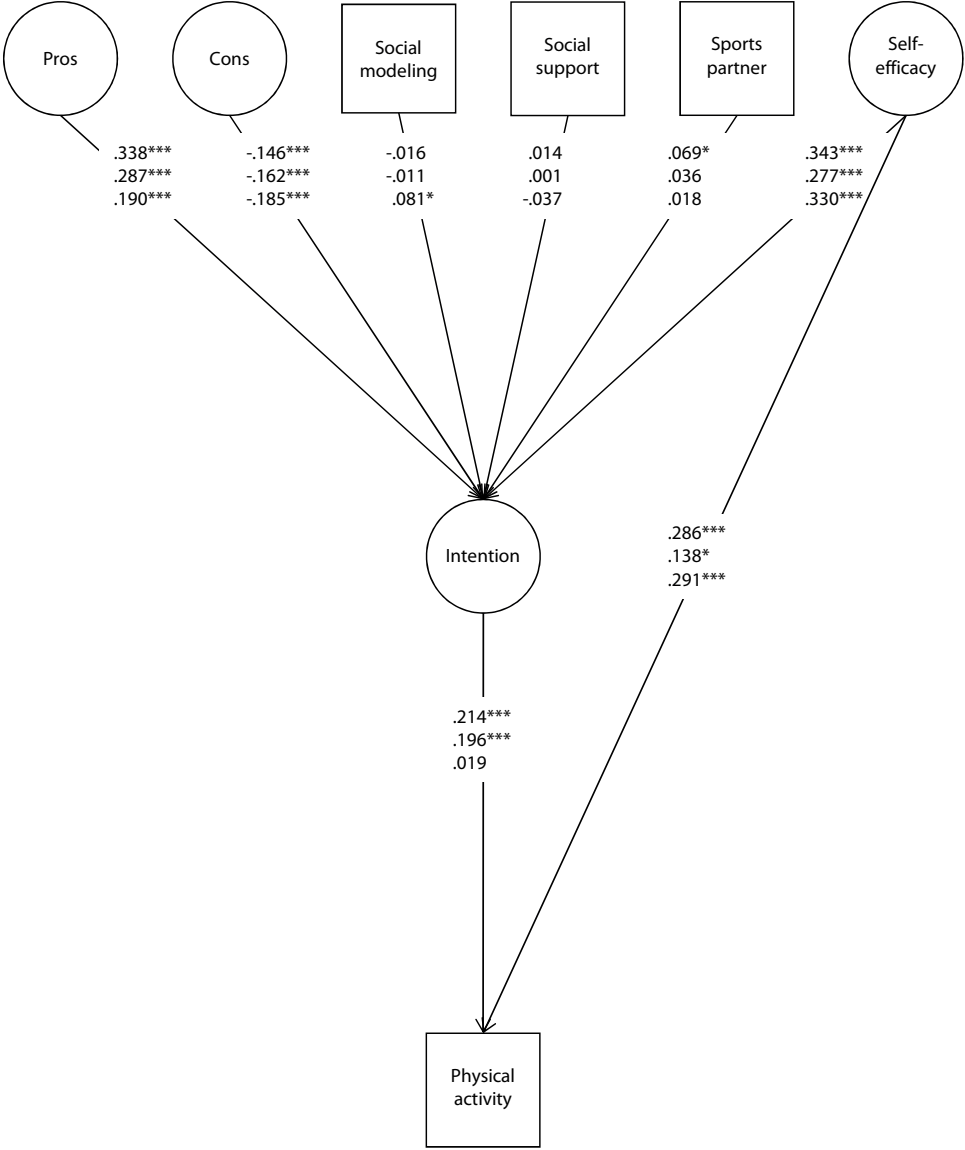 Pros
Cons
Social
modeling
Social
support
Sports
partner
Self-
efficacy
.338***
.287***
.190***
-.146***
-.162***
-.185***
-.016
-.011
.081*
.014
.001
-.037
.069*
.036
.018
.343***
.277***
.330***
Intention
.286***
.138*
.291***
.214***
.196***
.019
Physical
activity